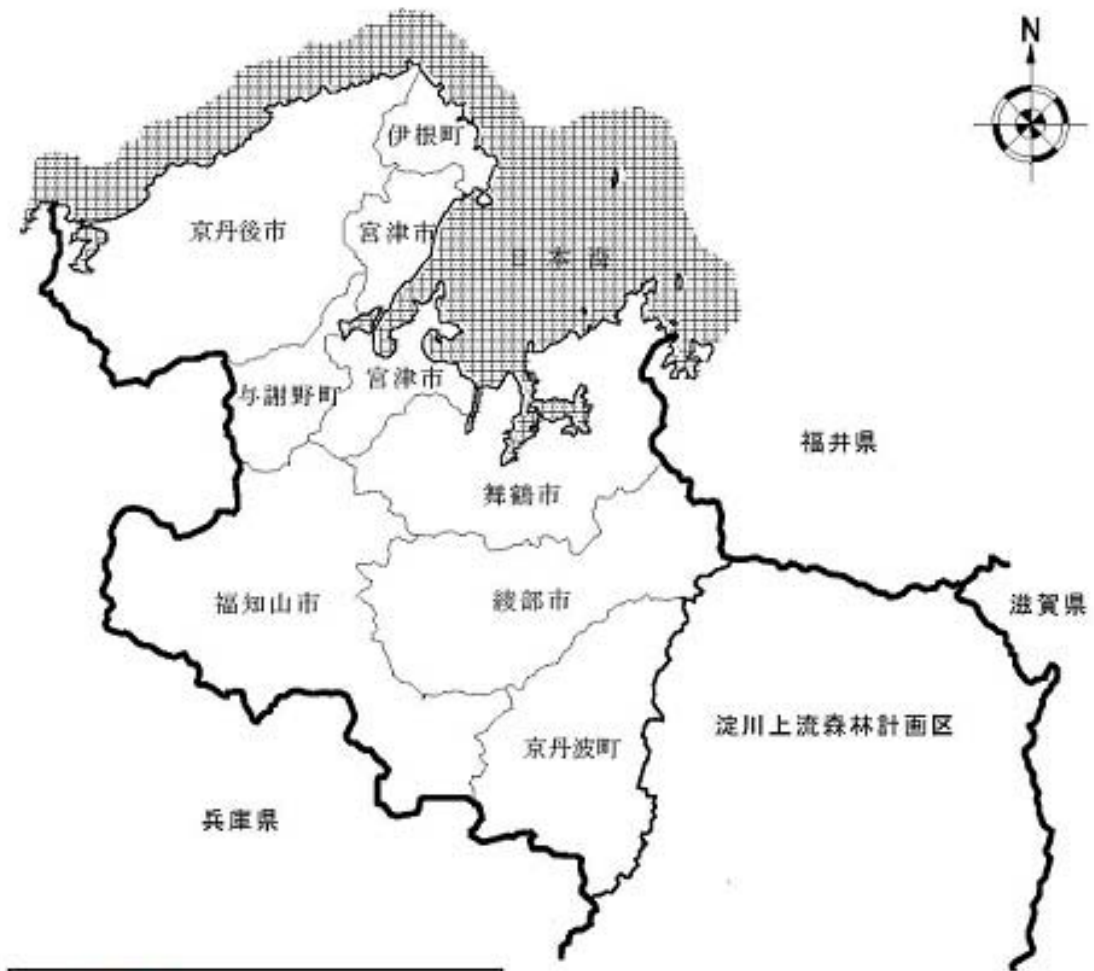 N
伊根町
京丹後市
宮津市
日本海
与謝野町
宮津市
福井県
舞鶴市
福知山市
綾部市
滋賀県
淀川上流森林計画区
京丹波町
兵庫県